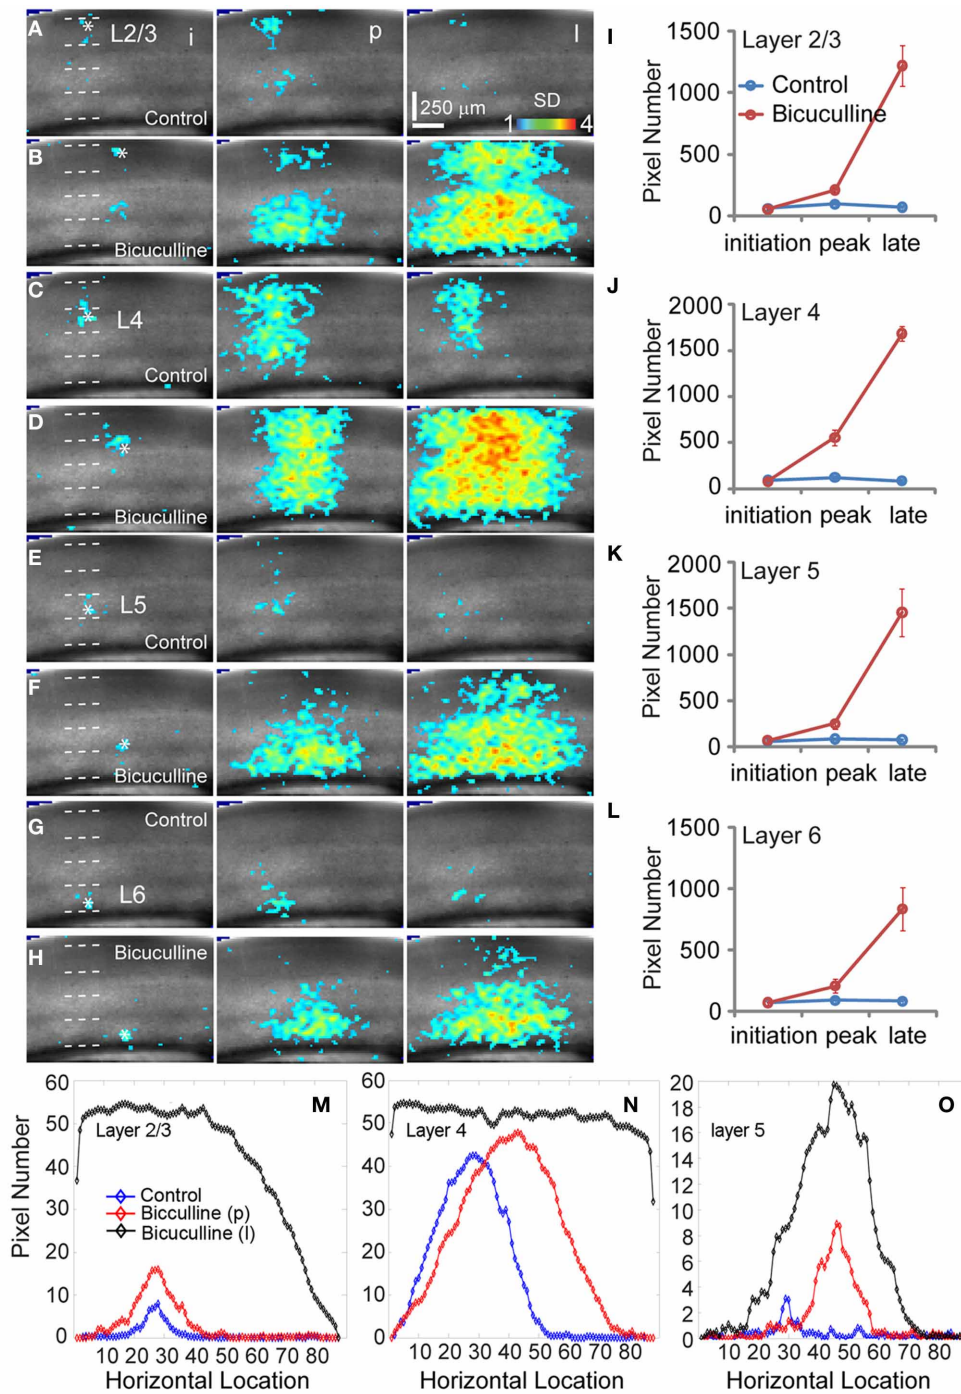 A L2/3 i p l
Control 250 μm SD 1 4
B Bicuculline
C L4 Control
D Bicuculline
E L5 Control
F Bicuculline
G Control L6
H Bicuculline
I Layer 2/3
Control
Bicuculline
Pixel Number
1500
1000
500
0
initiation peak late
J Layer 4
Pixel Number
2000
1500
1000
500
0
initiation peak late
K Layer 5
Pixel Number
2000
1500
1000
500
0
initiation peak late
L Layer 6
Pixel Number
1500
1000
500
0
initiation peak late
M
Layer 2/3
Control
Bicculline (p)
Bicuculline (l)
Pixel Number
60
50
40
30
20
10
0
10 20 30 40 50 60 70 80
Horizontal Location
N
Layer 4
60
50
40
30
20
10
0
10 20 30 40 50 60 70 80
Horizontal Location
O
layer 5
20
18
16
14
12
10
8
6
4
2
0
10 20 30 40 50 60 70 80
Horizontal Location